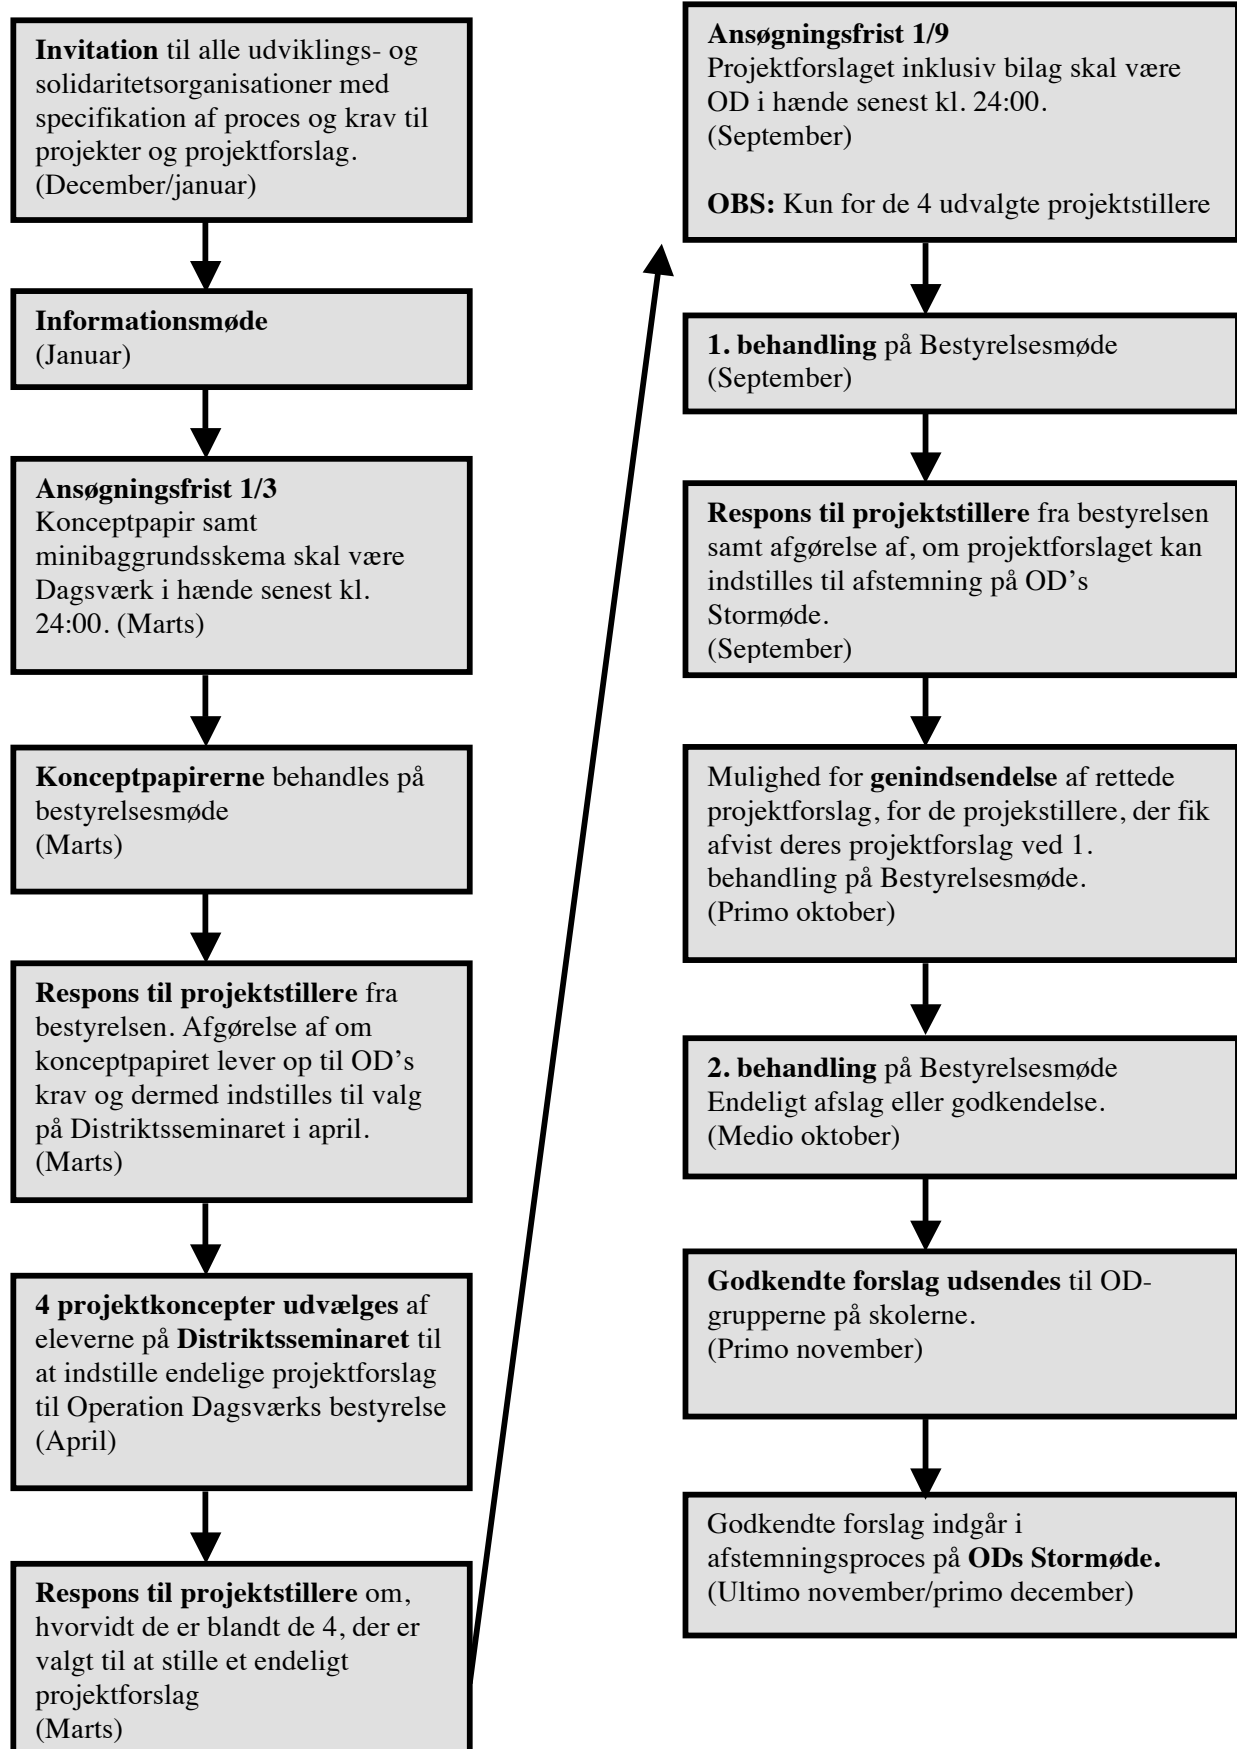 Invitation til alle udviklings- og
solidaritetsorganisationer med
specifikation af proces og krav til
projekter og projektforslag.
(December/januar)
Informationsmøde
(Januar)
Ansøgningsfrist 1/3
Konceptpapir samt
minibaggrundsskema skal være
Dagsværk i hænde senest kl.
24:00. (Marts)
Konceptpapirerne behandles på
bestyrelsesmøde
(Marts)
Respons til projektstillere fra
bestyrelsen. Afgørelse af om
konceptpapiret lever op til OD's
krav og dermed indstilles til valg
på Distriktsseminaret i april.
(Marts)
4 projektkoncepter udvælges af
eleverne på Distriktsseminaret til
at indstille endelige projektforslag
til Operation Dagsværks bestyrelse
(April)
Respons til projektstillere om,
hvorvidt de er blandt de 4, der er
valgt til at stille et endeligt
projektforslag
(Marts)
Ansøgningsfrist 1/9
Projektforslaget inklusiv bilag skal være
OD i hænde senest kl. 24:00.
(September)
OBS: Kun for de 4 udvalgte projektstillere
1. behandling på Bestyrelsesmøde
(September)
Respons til projektstillere fra bestyrelsen
samt afgørelse af, om projektforslaget kan
indstilles til afstemning på OD's
Stormøde.
(September)
Mulighed for genindsendelse af rettede
projektforslag, for de projekstillere, der fik
afvist deres projektforslag ved 1.
behandling på Bestyrelsesmøde.
(Primo oktober)
2. behandling på Bestyrelsesmøde
Endeligt afslag eller godkendelse.
(Medio oktober)
Godkendte forslag udsendes til OD-
grupperne på skolerne.
(Primo november)
Godkendte forslag indgår i
afstemningsproces på ODs Stormøde.
(Ultimo november/primo december)